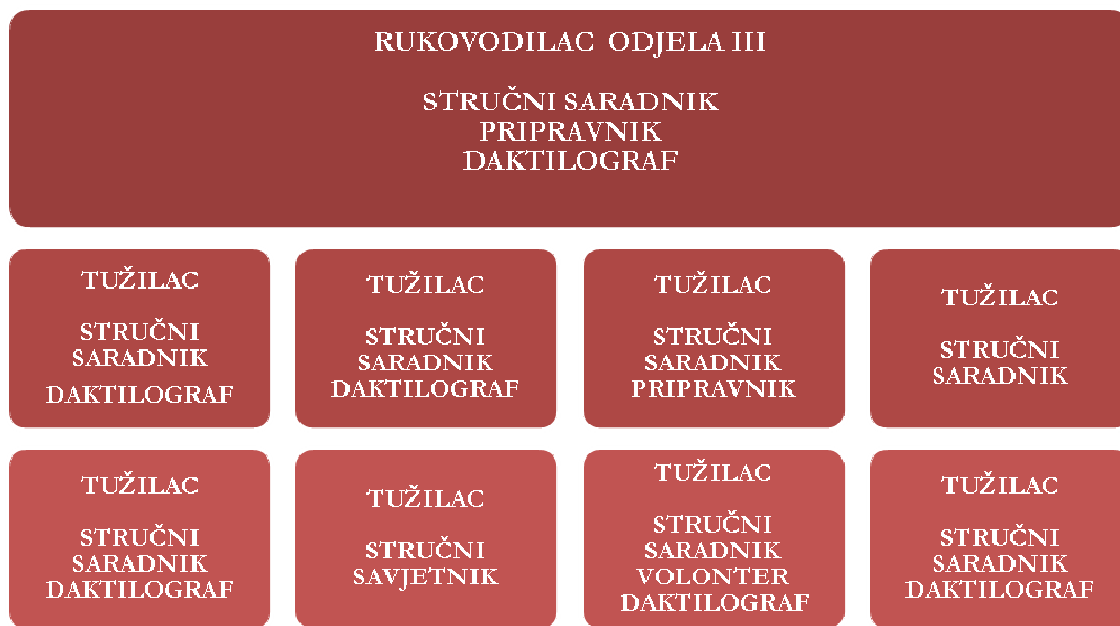 RUKOVODILAC ODJELA III
STRUČNI SARADNIK
PRIPRAVNIK
DAKTILOGRAF
TUŽILAC
STRUČNI
SARADNIK
DAKTILOGRAF
TUŽILAC
STRUČNI
SARADNIK
DAKTILOGRAF
TUŽILAC
STRUČNI
SARADNIK
PRIPRAVNIK
TUŽILAC
STRUČNI
SARADNIK
TUŽILAC
STRUČNI
SARADNIK
DAKTILOGRAF
TUŽILAC
STRUČNI
SAVJETNIK
TUŽILAC
STRUČNI
SARADNIK
VOLONTER
DAKTILOGRAF
TUŽILAC
STRUČNI
SARADNIK
DAKTILOGRAF